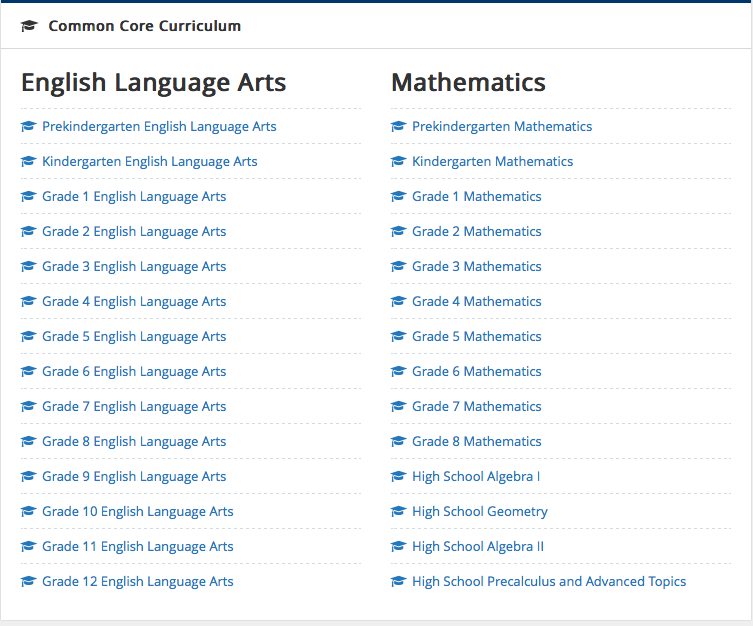 Common Core Curriculum
English Language Arts
Prekindergarten English Language Arts
Kindergarten English Language Arts
Grade 1 English Language Arts
Grade 2 English Language Arts
Grade 3 English Language Arts
Grade 4 English Language Arts
Grade 5 English Language Arts
Grade 6 English Language Arts
Grade 7 English Language Arts
Grade 8 English Language Arts
Grade 9 English Language Arts
Grade 10 English Language Arts
Grade 11 English Language Arts
Grade 12 English Language Arts
Mathematics
Prekindergarten Mathematics
Kindergarten Mathematics
Grade 1 Mathematics
Grade 2 Mathematics
Grade 3 Mathematics
Grade 4 Mathematics
Grade 5 Mathematics
Grade 6 Mathematics
Grade 7 Mathematics
Grade 8 Mathematics
High School Algebra I
High School Geometry
High School Algebra II
High School Precalculus and Advanced Topics